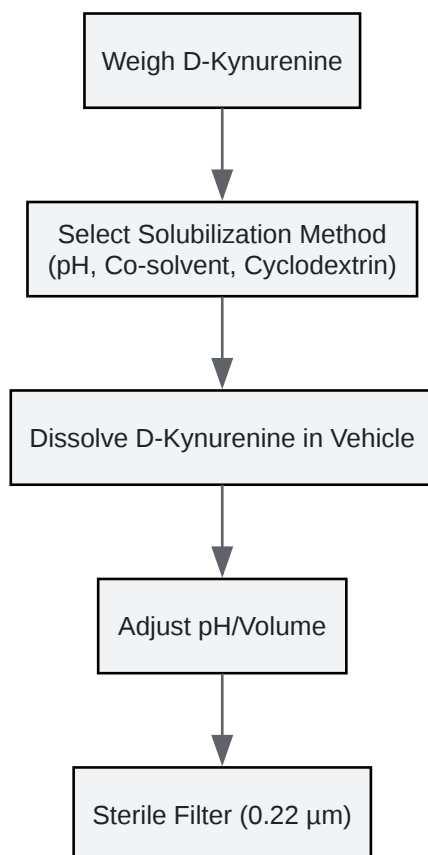 Weigh D-Kynurenine
Select Solubilization Method
(pH, Co-solvent, Cyclodextrin)
Dissolve D-Kynurenine in Vehicle
Adjust pH/Volume
Sterile Filter (0.22 µm)